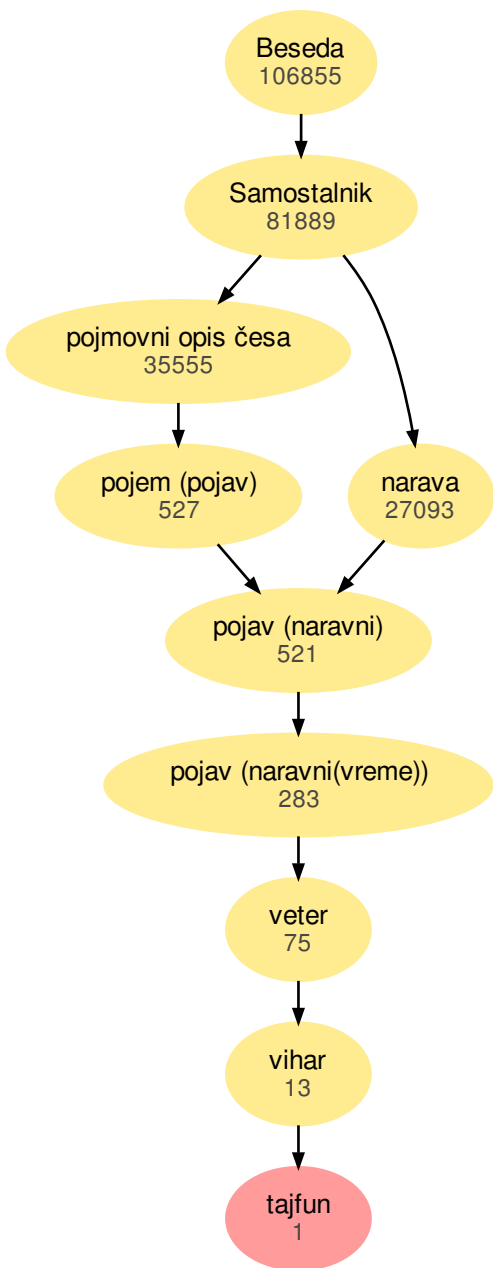 Beseda
106855
Samostalnik
81889
pojmovni opis česa
35555
pojem (pojav)
527
narava
27093
pojav (naravni)
521
pojav (naravni(vreme))
283
veter
75
vihar
13
tajfun
1